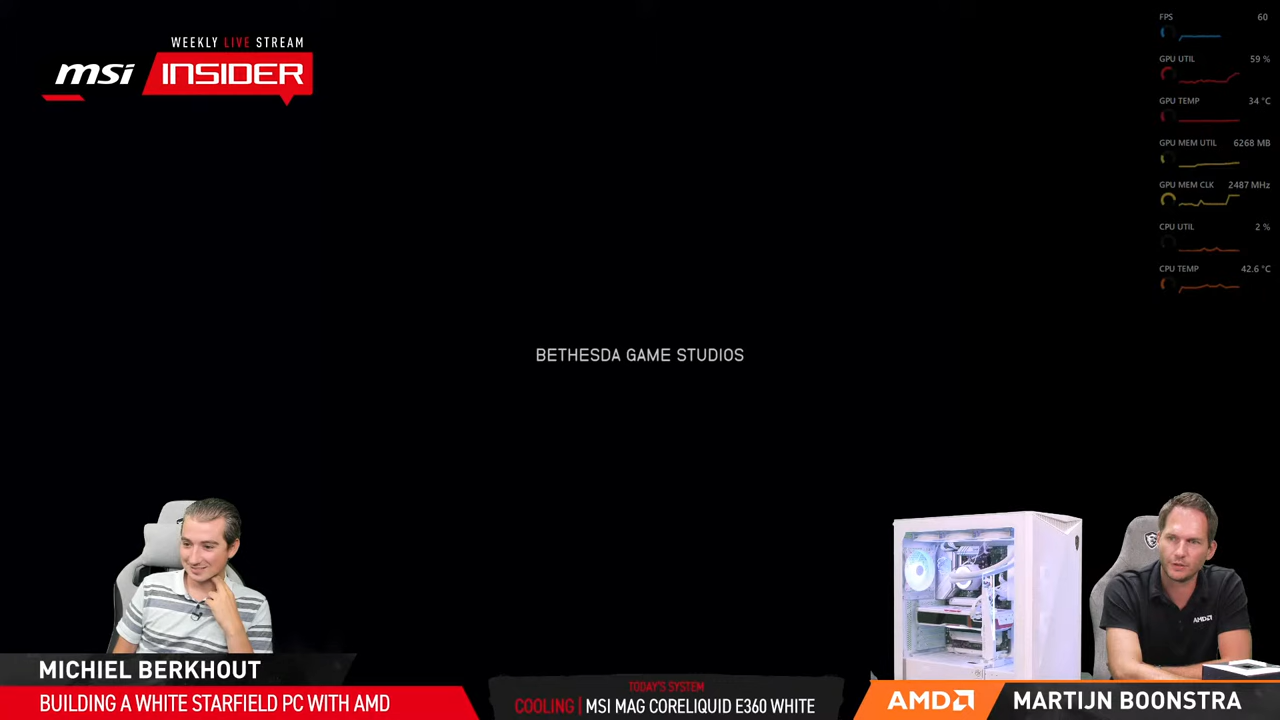 WEEKLY LIVE STREAM
msi INSIDER
FPS 60
GPU UTIL 59 %
GPU TEMP 34 °C
GPU MEM UTIL 6268 MB
GPU MEM CLK 2487 MHz
CPU UTIL 2 %
CPU TEMP 42.6 °C
BETHESDA GAME STUDIOS
AMD
MICHIEL BERKHOUT
BUILDING A WHITE STARFIELD PC WITH AMD
TODAY'S SYSTEM
COOLING | MSI MAG CORELIQUID E360 WHITE
AMD MARTIJN BOONSTRA